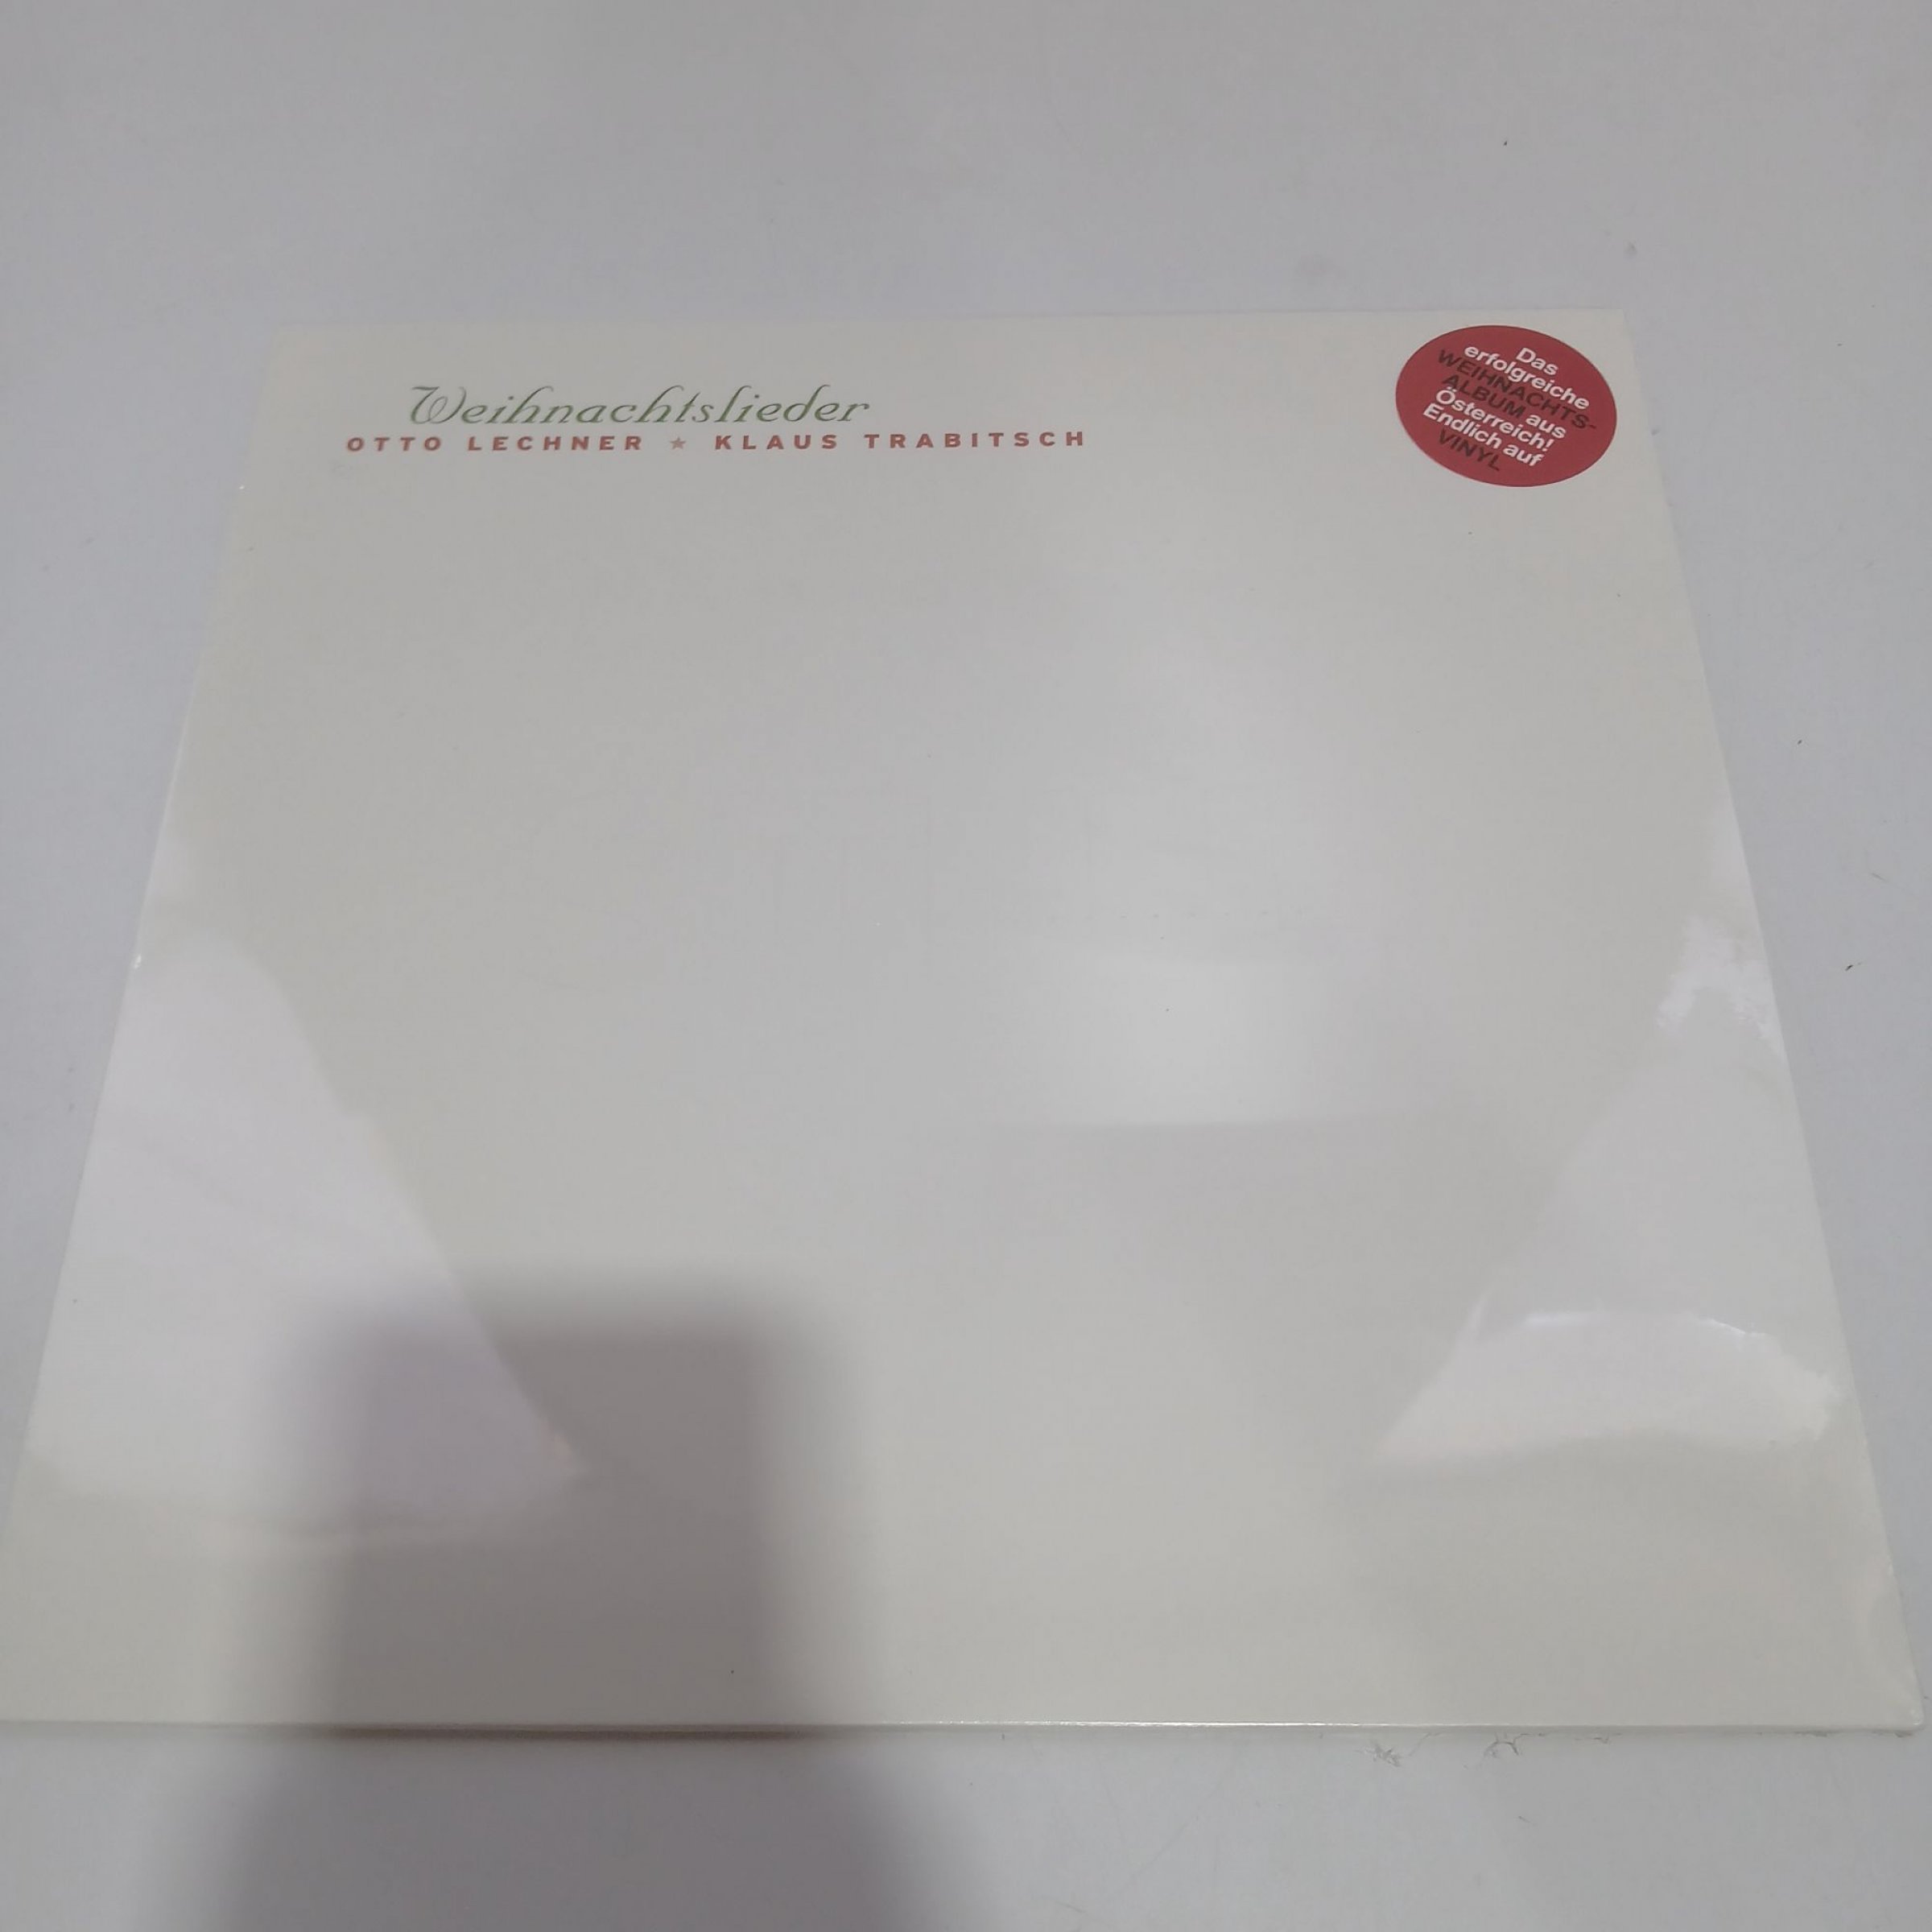 Weihnachtslieder
OTTO LECHNER ★ KLAUS TRABITSCH
Das
erfolgreiche
WEIHNACHTS-
ALBUM aus
Österreich!
Endlich auf
VINYL